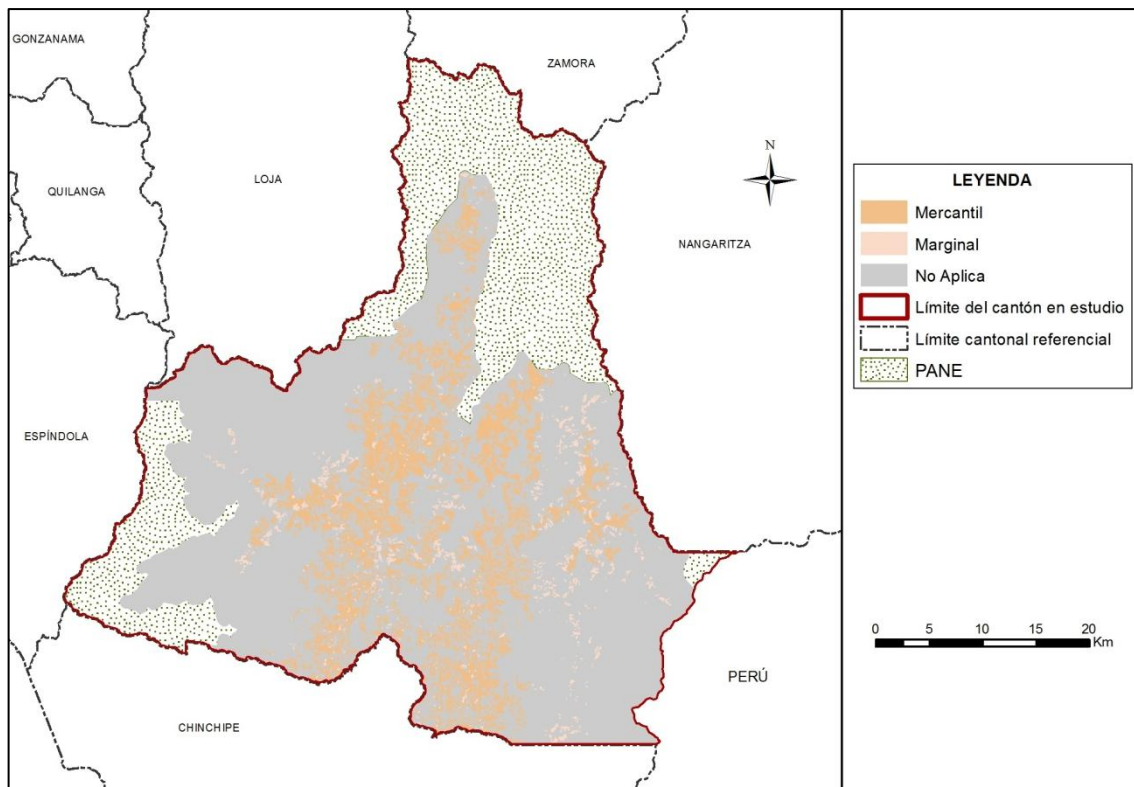 GONZANAMA
ZAMORA
QUILANGA
LOJA
N
NANGARITZA
ESPÍNDOLA
PERÚ
CHINCHIPE
LEYENDA
Mercantil
Marginal
No Aplica
Límite del cantón en estudio
Límite cantonal referencial
PANE
0 5 10 15 20
Km